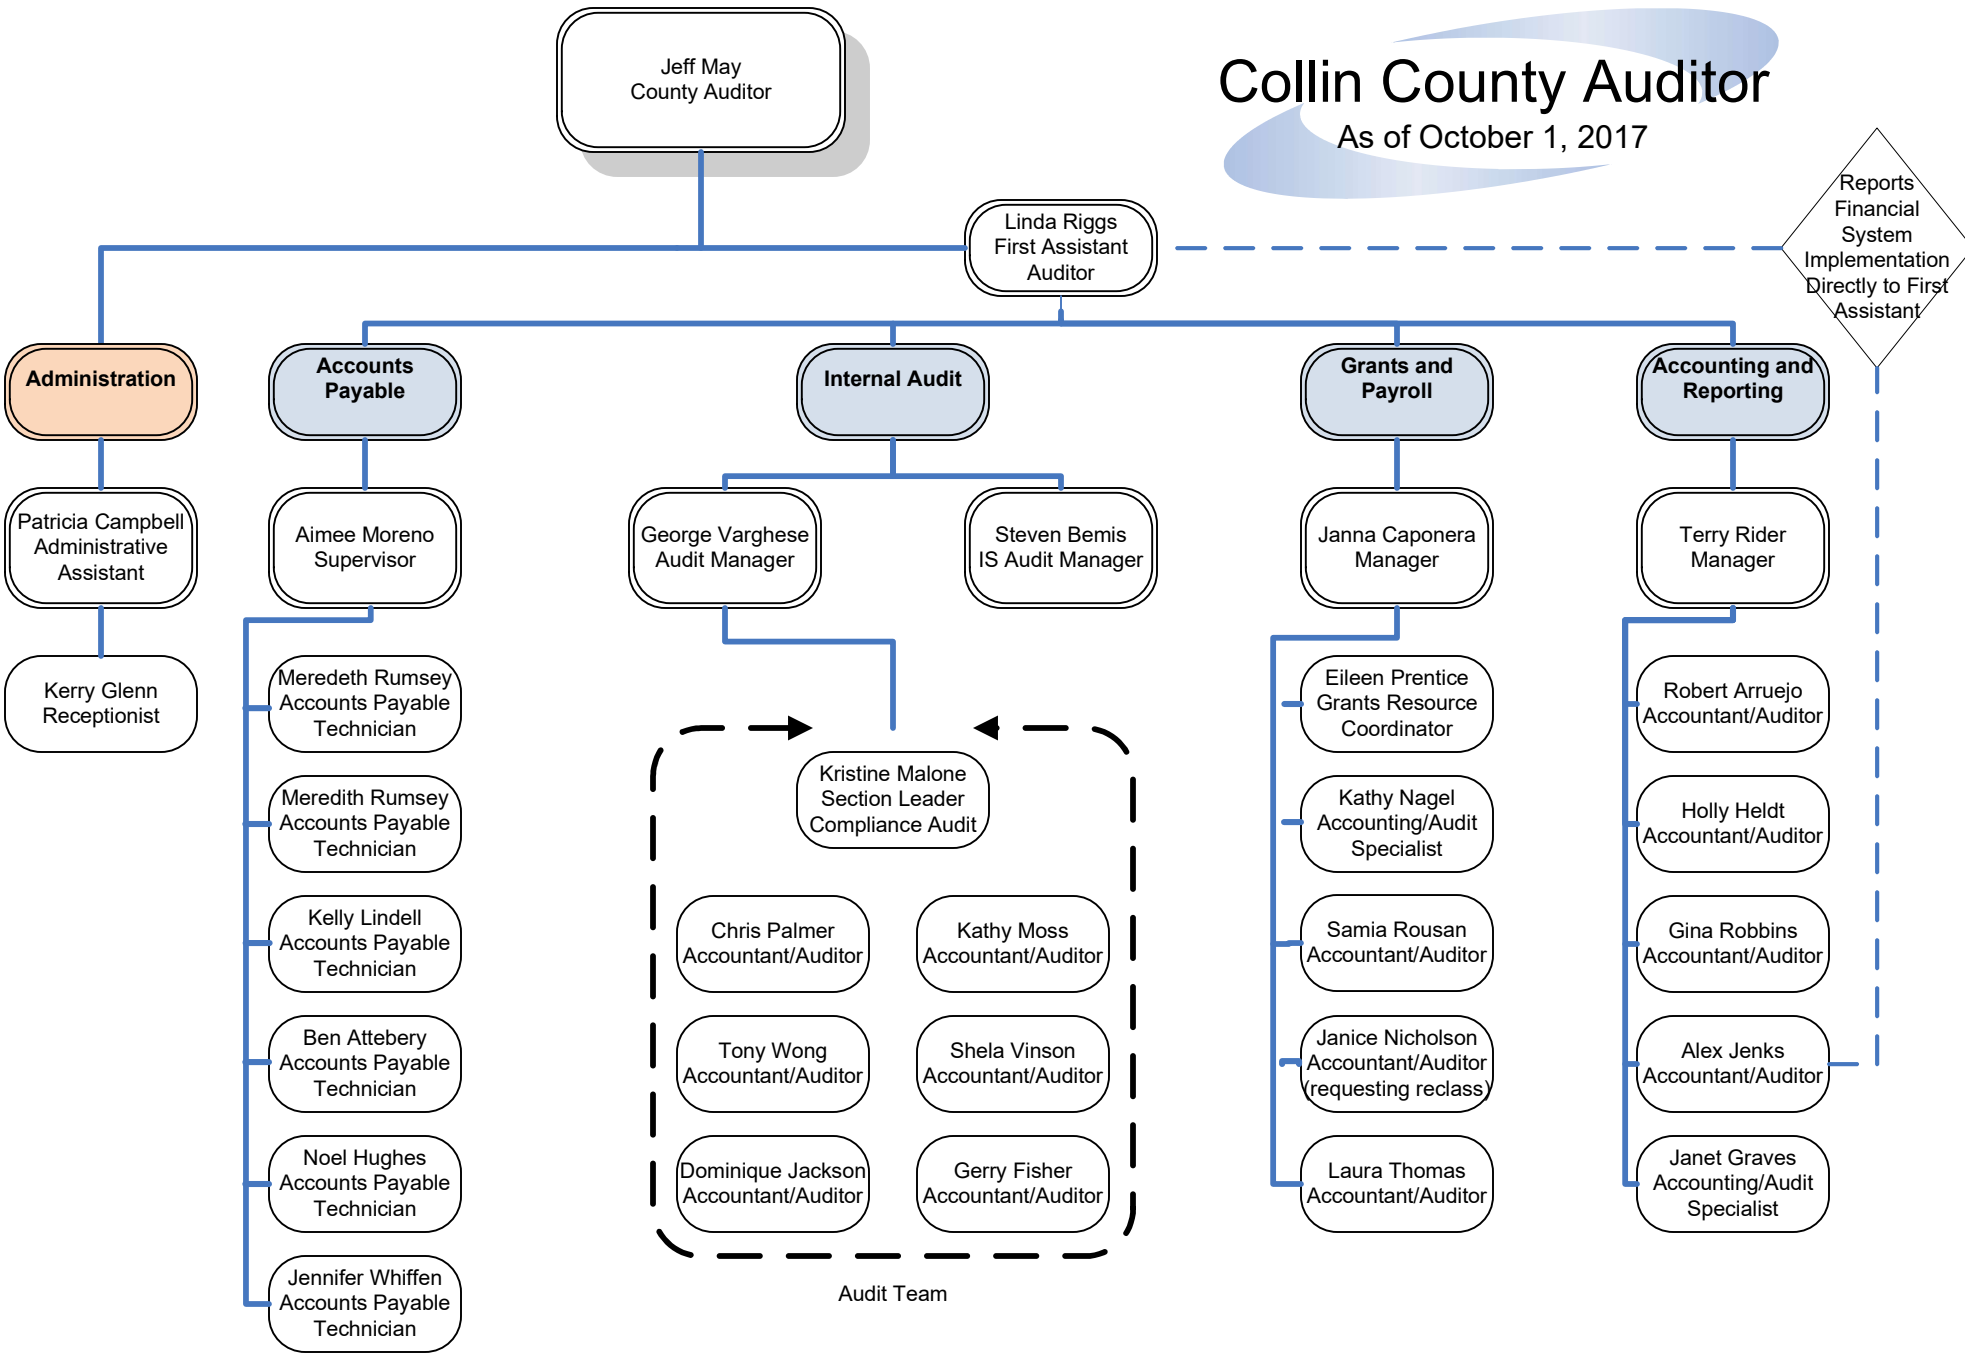 Jeff May
County Auditor
Collin County Auditor
As of October 1, 2017
Linda Riggs
First Assistant
Auditor
Reports
Financial
System
Implementation
Directly to First
Assistant
Administration
Accounts
Payable
Internal Audit
Grants and
Payroll
Accounting and
Reporting
Patricia Campbell
Administrative
Assistant
Aimee Moreno
Supervisor
George Varghese
Audit Manager
Steven Bemis
IS Audit Manager
Janna Caponera
Manager
Terry Rider
Manager
Kerry Glenn
Receptionist
Meredeth Rumsey
Accounts Payable
Technician
Meredith Rumsey
Accounts Payable
Technician
Kelly Lindell
Accounts Payable
Technician
Ben Attebery
Accounts Payable
Technician
Noel Hughes
Accounts Payable
Technician
Jennifer Whiffen
Accounts Payable
Technician
Kristine Malone
Section Leader
Compliance Audit
Chris Palmer
Accountant/Auditor
Kathy Moss
Accountant/Auditor
Tony Wong
Accountant/Auditor
Shela Vinson
Accountant/Auditor
Dominique Jackson
Accountant/Auditor
Gerry Fisher
Accountant/Auditor
Audit Team
Eileen Prentice
Grants Resource
Coordinator
Kathy Nagel
Accounting/Audit
Specialist
Samia Rousan
Accountant/Auditor
Janice Nicholson
Accountant/Auditor
(requesting reclass)
Laura Thomas
Accountant/Auditor
Robert Arruejo
Accountant/Auditor
Holly Heldt
Accountant/Auditor
Gina Robbins
Accountant/Auditor
Alex Jenks
Accountant/Auditor
Janet Graves
Accounting/Audit
Specialist